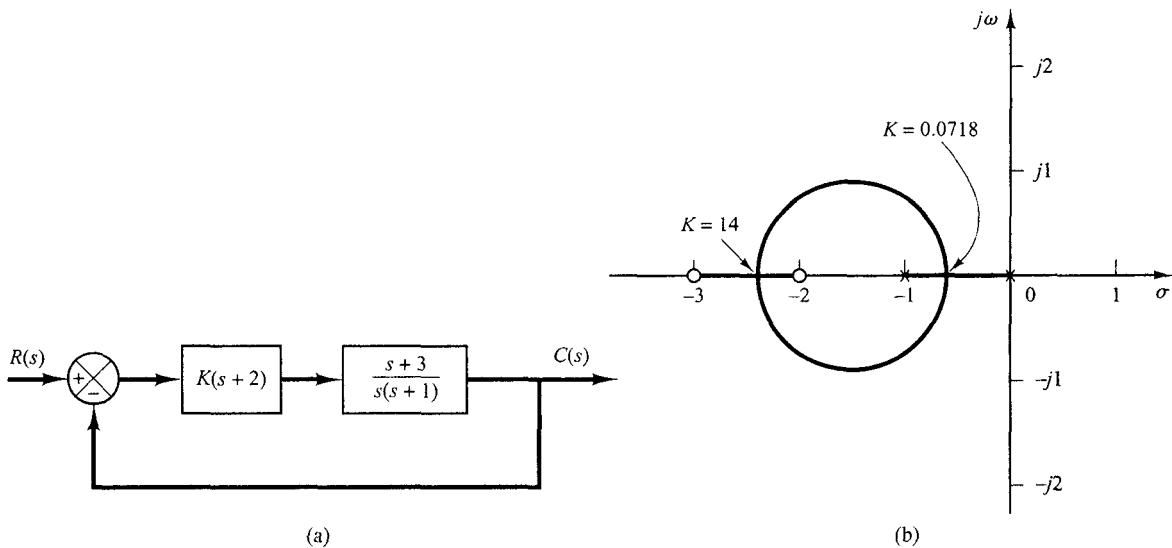 R(s)
+
−
K(s + 2)
s + 3
s(s + 1)
C(s)
(a)
jω
j2
K = 0.0718
j1
K = 14
−3
−2
−1
0
1
σ
−j1
−j2
(b)